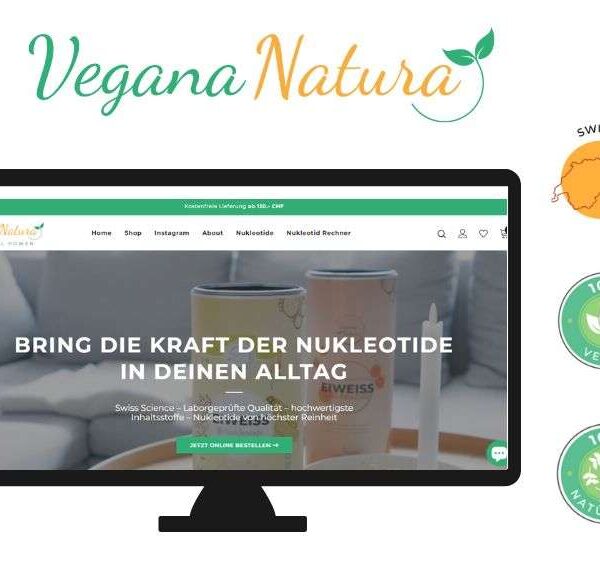 Vegana Natura
Kostenfreie Lieferung ab 150.- CHF
Natura
POWER
Home Shop Instagram About Nukleotide Nukleotid Rechner
BRING DIE KRAFT DER NUKLEOTIDE
IN DEINEN ALLTAG
EIWEISS
Swiss Science – Laborgeprüfte Qualität – hochwertigste
Inhaltsstoffe – Nukleotide von höchster Reinheit
EIWEISS
JETZT ONLINE BESTELLEN
SWI
10
VE
10
NATÜ